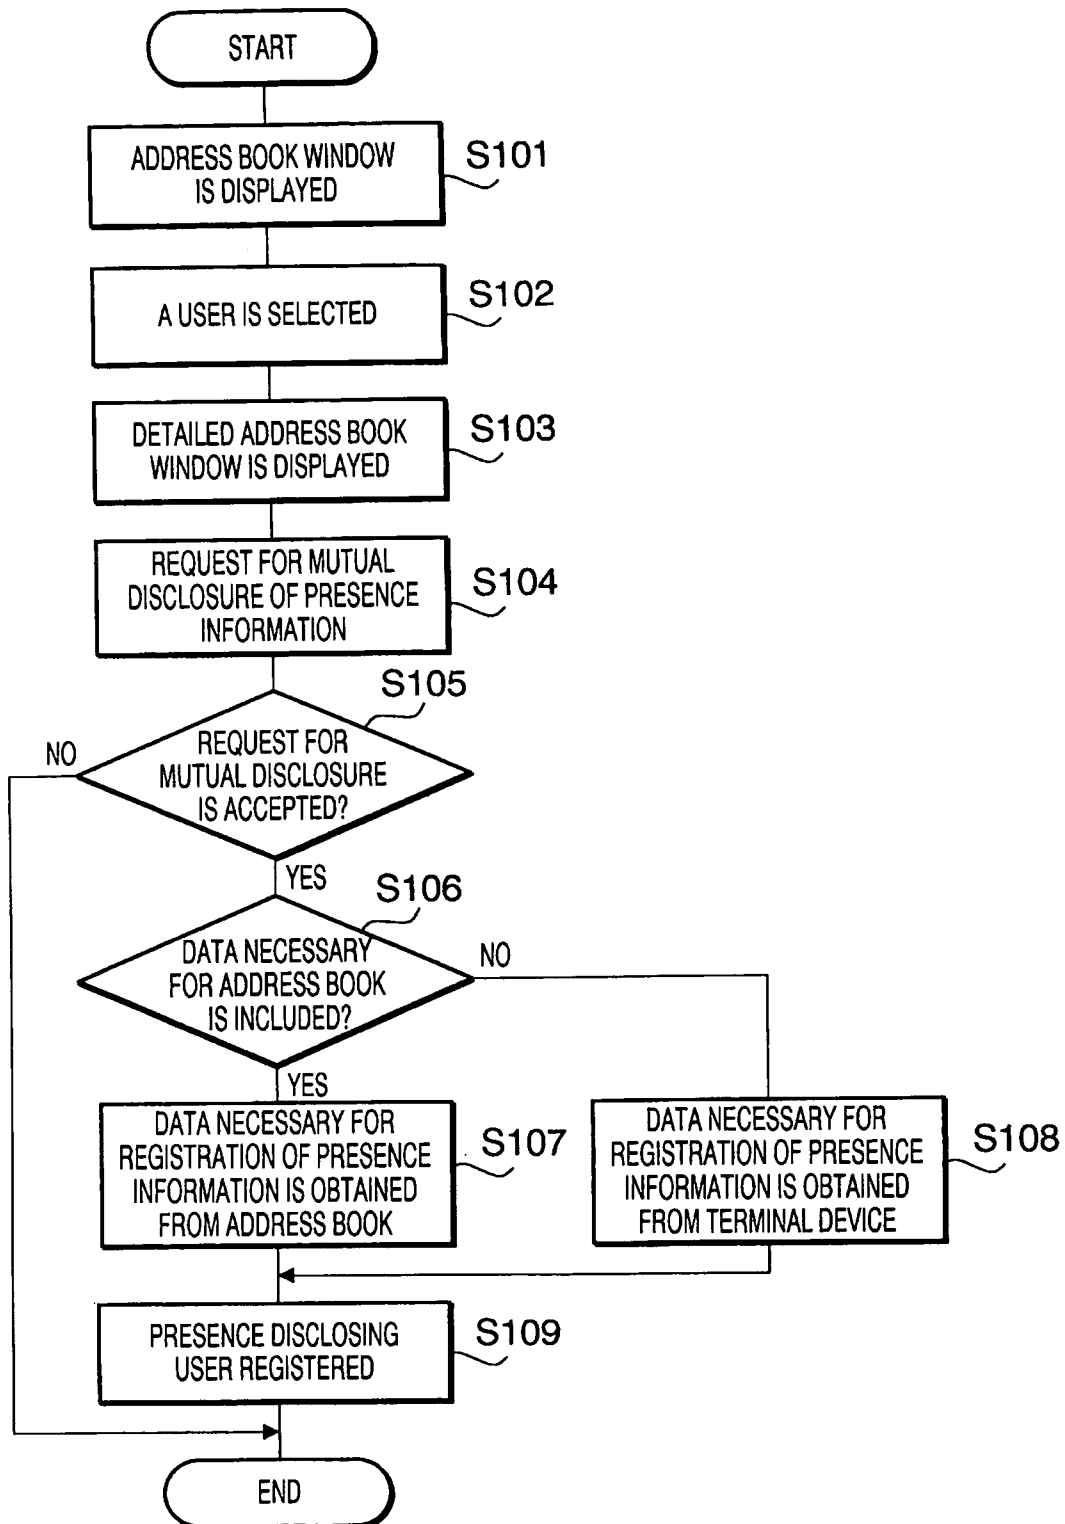 START
ADDRESS BOOK WINDOW
IS DISPLAYED
S101
A USER IS SELECTED
S102
DETAILED ADDRESS BOOK
WINDOW IS DISPLAYED
S103
REQUEST FOR MUTUAL
DISCLOSURE OF PRESENCE
INFORMATION
S104
S105
REQUEST FOR
MUTUAL DISCLOSURE
IS ACCEPTED?
NO
YES
S106
DATA NECESSARY
FOR ADDRESS BOOK
IS INCLUDED?
NO
YES
DATA NECESSARY FOR
REGISTRATION OF PRESENCE
INFORMATION IS OBTAINED
FROM ADDRESS BOOK
S107
DATA NECESSARY FOR
REGISTRATION OF PRESENCE
INFORMATION IS OBTAINED
FROM TERMINAL DEVICE
S108
PRESENCE DISCLOSING
USER REGISTERED
S109
END